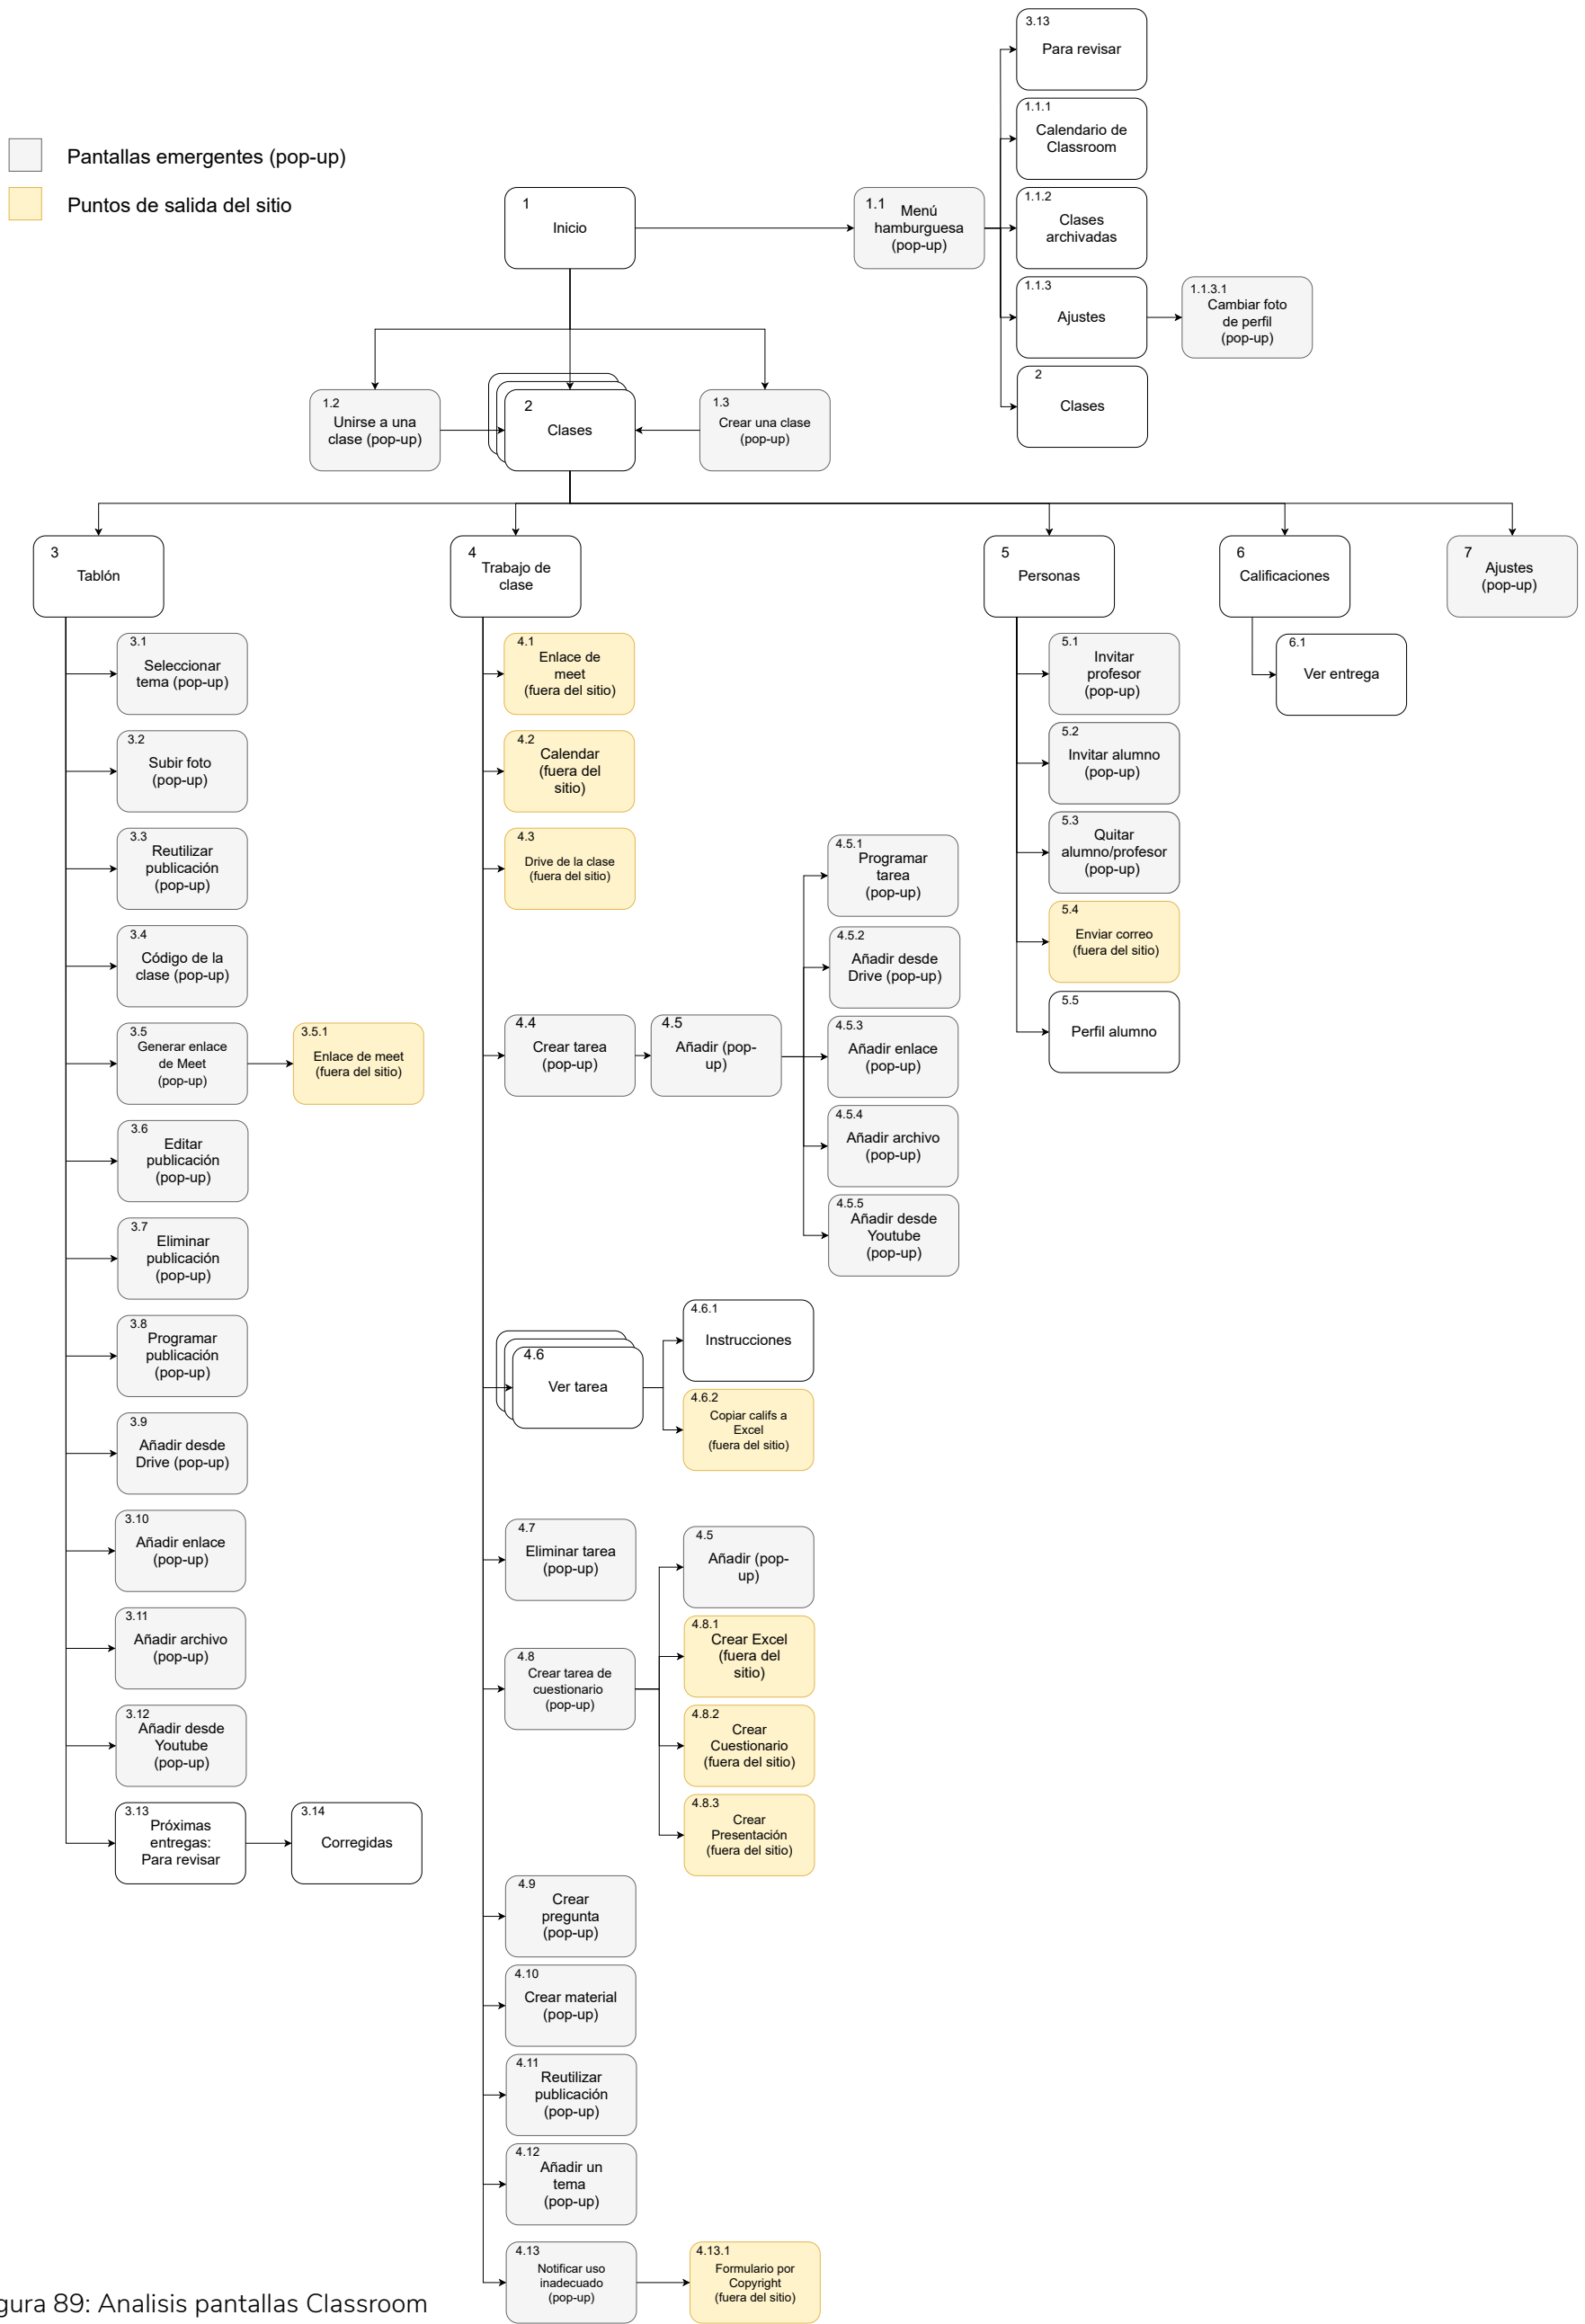 3.13
Para revisar
1.1.1
Calendario de
Classroom
Pantallas emergentes (pop-up)
Puntos de salida del sitio
1
Inicio
1.1
Menú
hamburguesa
(pop-up)
1.1.2
Clases
archivadas
1.1.3
Ajustes
1.1.3.1
Cambiar foto
de perfil
(pop-up)
2
Clases
1.2
Unirse a una
clase (pop-up)
2
Clases
1.3
Crear una clase
(pop-up)
3
Tablón
4
Trabajo de
clase
5
Personas
6
Calificaciones
7
Ajustes
(pop-up)
3.1
Seleccionar
tema (pop-up)
3.2
Subir foto
(pop-up)
3.3
Reutilizar
publicación
(pop-up)
3.4
Código de la
clase (pop-up)
3.5
Generar enlace
de Meet
(pop-up)
3.5.1
Enlace de meet
(fuera del sitio)
3.6
Editar
publicación
(pop-up)
3.7
Eliminar
publicación
(pop-up)
3.8
Programar
publicación
(pop-up)
3.9
Añadir desde
Drive (pop-up)
3.10
Añadir enlace
(pop-up)
3.11
Añadir archivo
(pop-up)
3.12
Añadir desde
Youtube
(pop-up)
3.13
Próximas
entregas:
Para revisar
3.14
Corregidas
4.1
Enlace de
meet
(fuera del sitio)
4.2
Calendar
(fuera del
sitio)
4.3
Drive de la clase
(fuera del sitio)
4.4
Crear tarea
(pop-up)
4.5
Añadir (pop-
up)
4.5.1
Programar
tarea
(pop-up)
4.5.2
Añadir desde
Drive (pop-up)
4.5.3
Añadir enlace
(pop-up)
4.5.4
Añadir archivo
(pop-up)
4.5.5
Añadir desde
Youtube
(pop-up)
4.6
Ver tarea
4.6.1
Instrucciones
4.6.2
Copiar califs a
Excel
(fuera del sitio)
4.7
Eliminar tarea
(pop-up)
4.8
Crear tarea de
cuestionario
(pop-up)
4.5
Añadir (pop-
up)
4.8.1
Crear Excel
(fuera del
sitio)
4.8.2
Crear
Cuestionario
(fuera del sitio)
4.8.3
Crear
Presentación
(fuera del sitio)
4.9
Crear
pregunta
(pop-up)
4.10
Crear material
(pop-up)
4.11
Reutilizar
publicación
(pop-up)
4.12
Añadir un
tema
(pop-up)
4.13
Notificar uso
inadecuado
(pop-up)
4.13.1
Formulario por
Copyright
(fuera del sitio)
5.1
Invitar
profesor
(pop-up)
5.2
Invitar alumno
(pop-up)
5.3
Quitar
alumno/profesor
(pop-up)
5.4
Enviar correo
(fuera del sitio)
5.5
Perfil alumno
6.1
Ver entrega
gura 89: Analisis pantallas Classroom